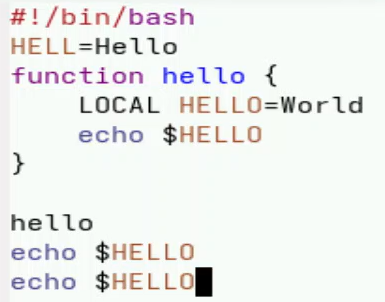 #!/bin/bash
HELL=Hello
function hello {
    LOCAL HELLO=World
    echo $HELLO
}

hello
echo $HELLO
echo $HELLO